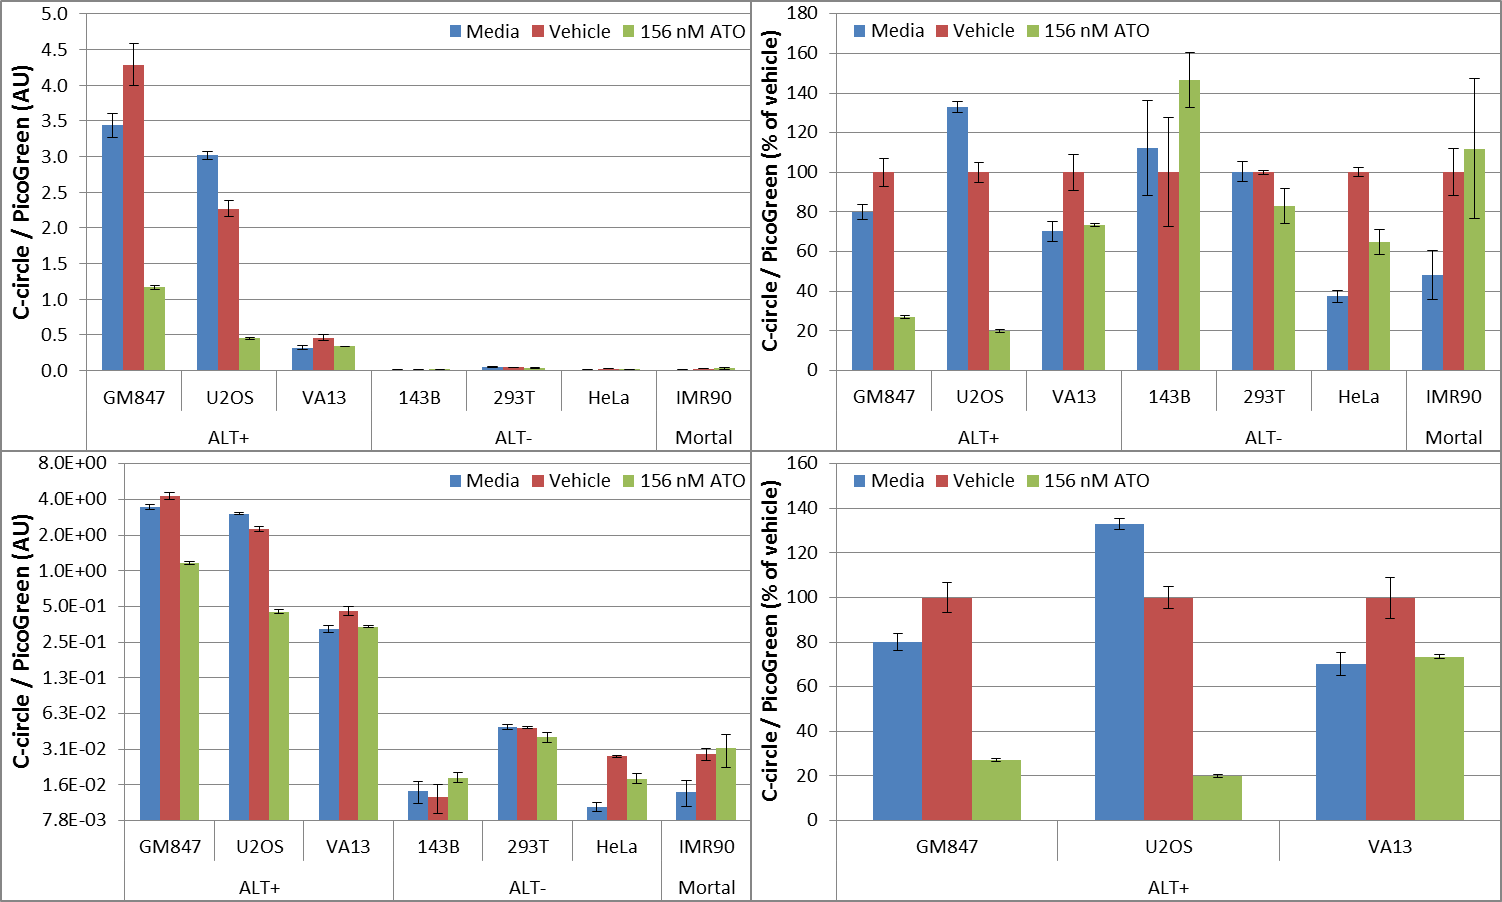 C-circle / PicoGreen (AU)
5.0
4.5
4.0
3.5
3.0
2.5
2.0
1.5
1.0
0.5
0.0
Media Vehicle 156 nM ATO
GM847 U2OS VA13 143B 293T HeLa IMR90
ALT+ ALT- Mortal
C-circle / PicoGreen (% of vehicle)
180
160
140
120
100
80
60
40
20
0
Media Vehicle 156 nM ATO
GM847 U2OS VA13 143B 293T HeLa IMR90
ALT+ ALT- Mortal
C-circle / PicoGreen (AU)
8.0E+00
4.0E+00
2.0E+00
1.0E+00
5.0E-01
2.5E-01
1.3E-01
6.3E-02
3.1E-02
1.6E-02
7.8E-03
Media Vehicle 156 nM ATO
GM847 U2OS VA13 143B 293T HeLa IMR90
ALT+ ALT- Mortal
C-circle / PicoGreen (% of vehicle)
160
140
120
100
80
60
40
20
0
Media Vehicle 156 nM ATO
GM847 U2OS VA13
ALT+